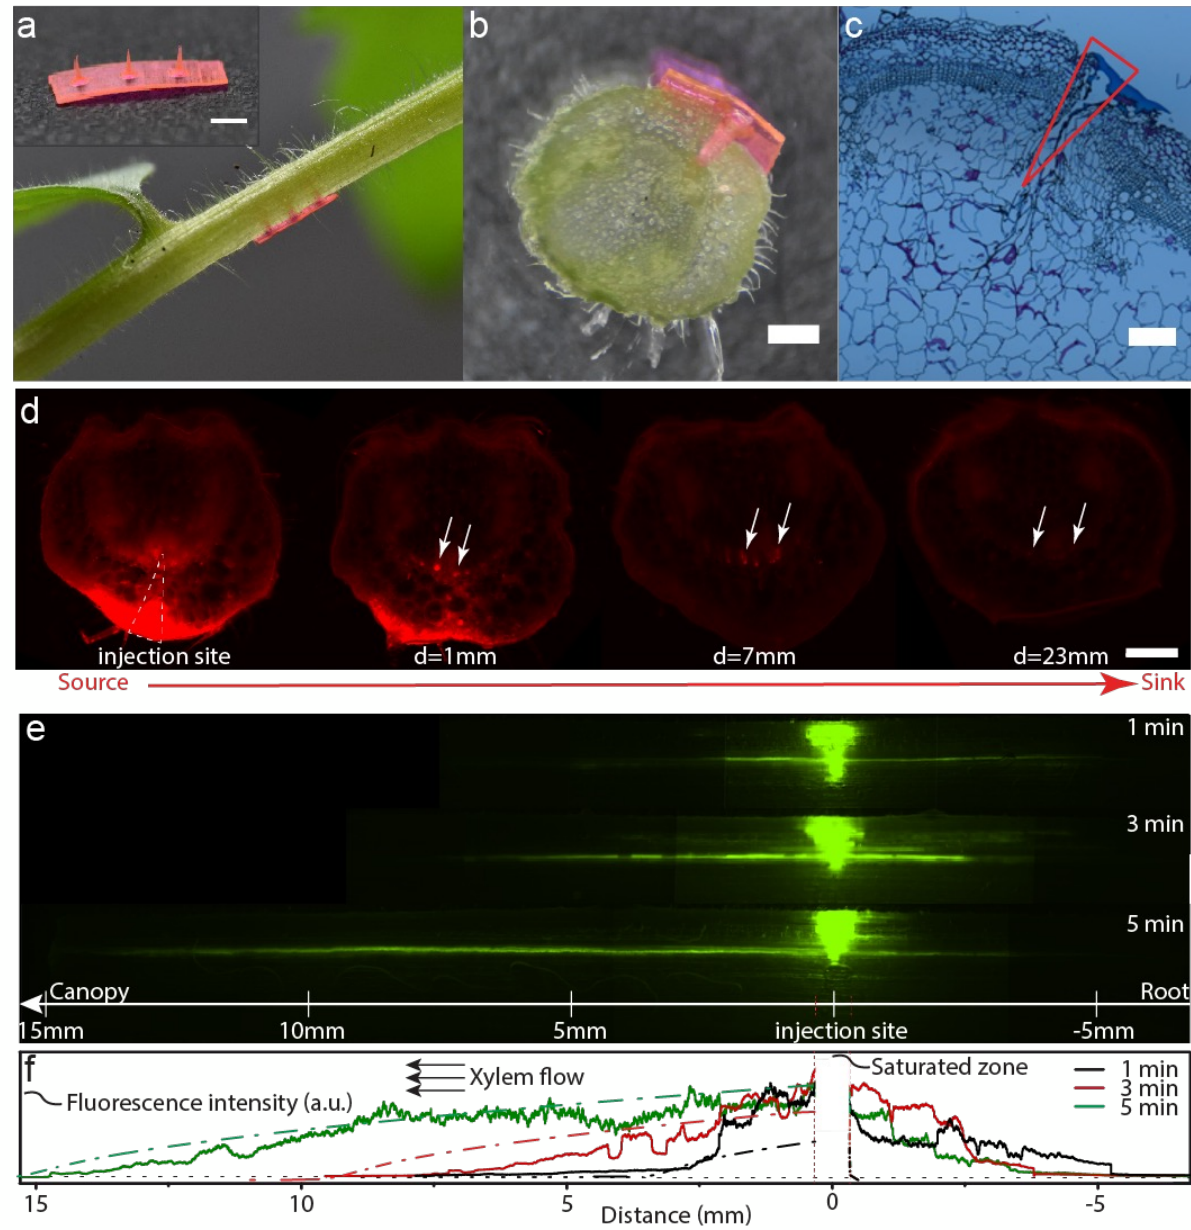 a
b
c
d
injection site
d=1mm
d=7mm
d=23mm
Source
Sink
e
1 min
3 min
5 min
Canopy
Root
15mm
10mm
5mm
injection site
-5mm
f
Xylem flow
Saturated zone
1 min
3 min
5 min
Fluorescence intensity (a.u.)
15
10
5
0
-5
Distance (mm)